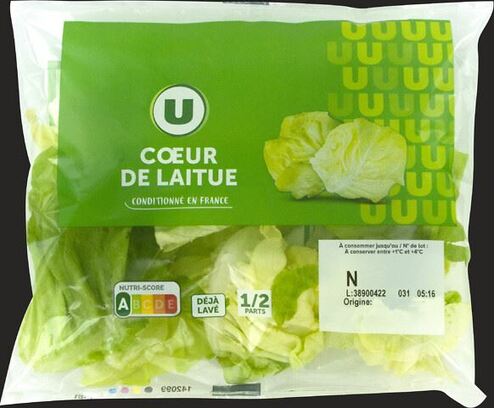 U
CŒUR
DE LAITUE
CONDITIONNÉ EN FRANCE
A consommer jusqu'au / N° de lot :
A conserver entre +1°C et +4°C
N
L:38900422 031 05:16
Origine:
NUTRI-SCORE
A B C D E
DÉJÀ
LAVÉ
1/2
PARTS
142099